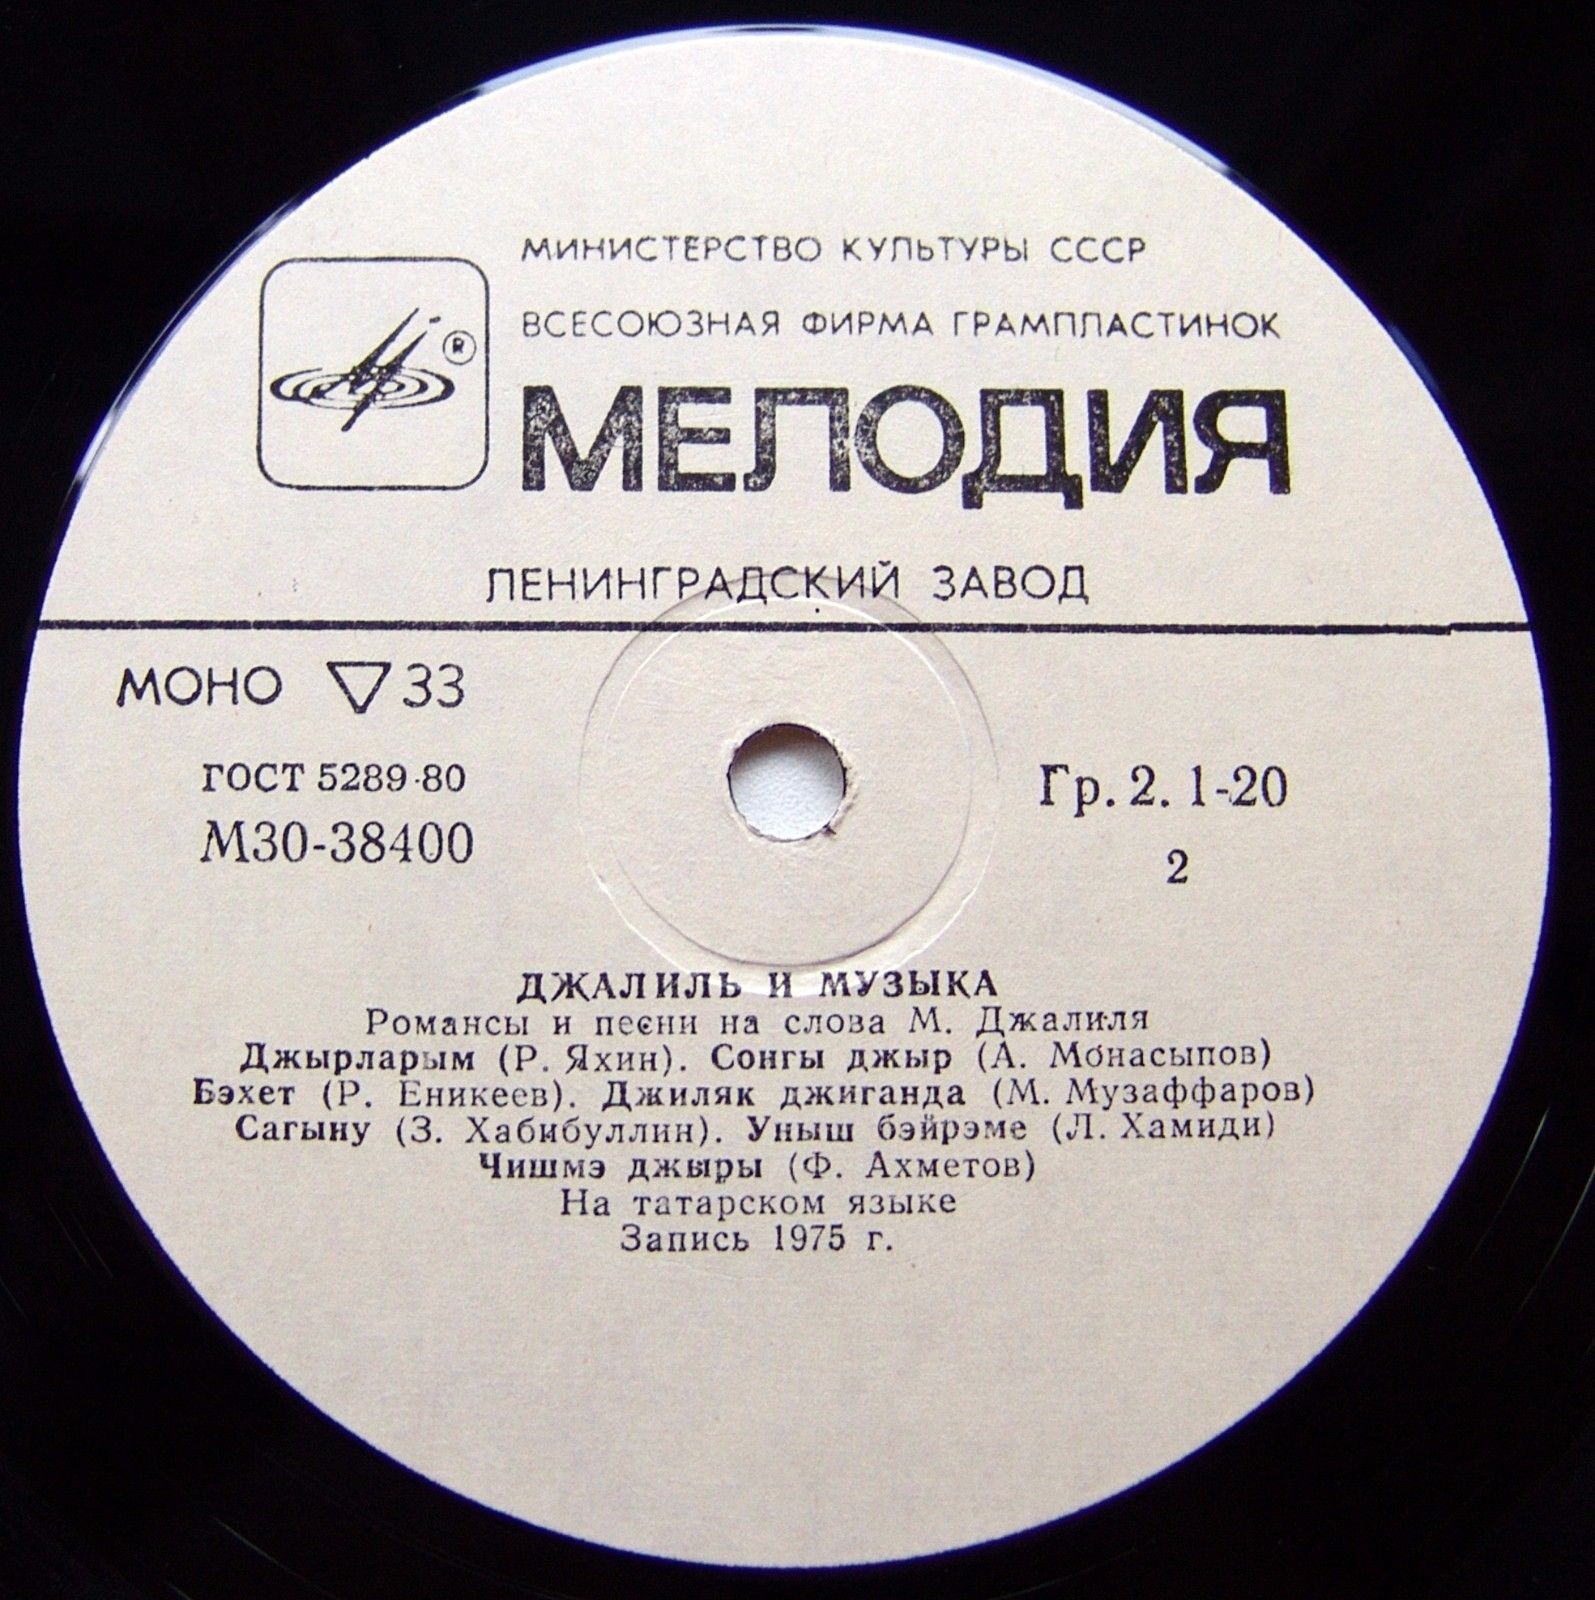 МИНИСТЕРСТВО КУЛЬТУРЫ СССР
ВСЕСОЮЗНАЯ ФИРМА ГРАМПЛАСТИНОК
®
МЕЛОДИЯ
ЛЕНИНГРАДСКИЙ ЗАВОД
МОНО ▽ 33
ГОСТ 5289-80
М30-38400
Гр. 2. 1-20
2
ДЖАЛИЛЬ И МУЗЫКА
Романсы и песни на слова М. Джалиля
Джырларым (Р. Яхин). Сонгы джыр (А. Монасыпов)
Бэхет (Р. Еникеев). Джиляк джиганда (М. Музаффаров)
Сагыну (З. Хабибуллин). Уныш бэйрэме (Л. Хамиди)
Чишмэ джыры (Ф. Ахметов)
На татарском языке
Запись 1975 г.